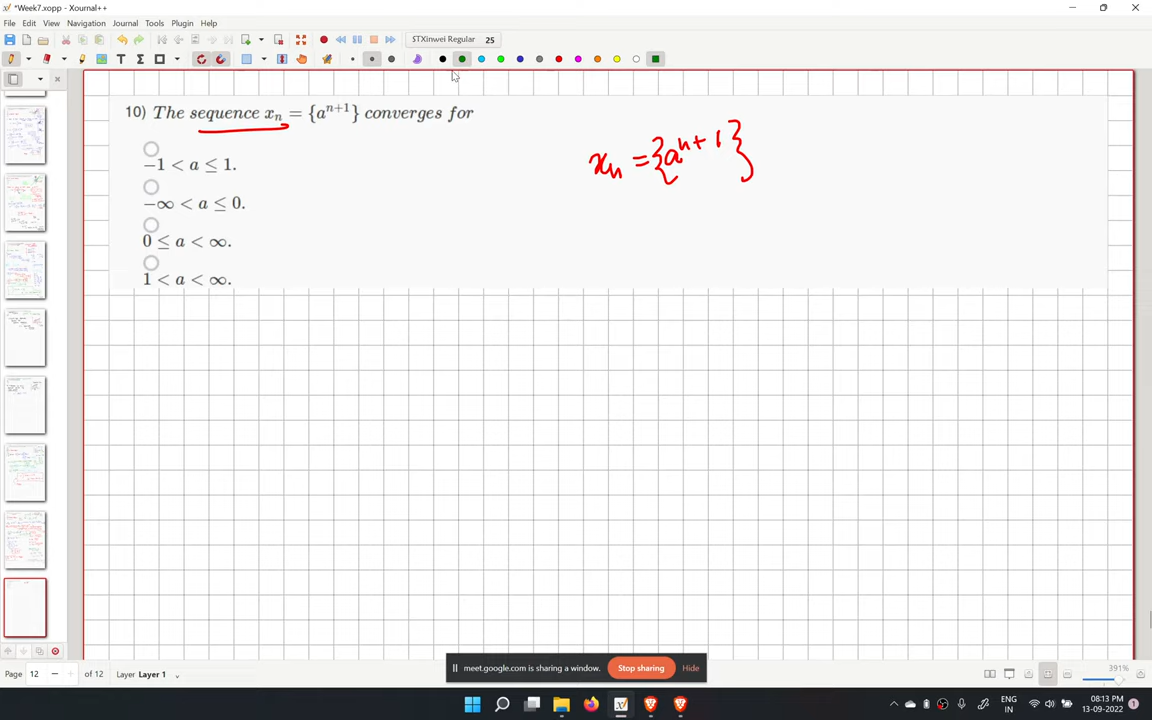 *Week7.xopp - Xournal++
File Edit View Navigation Journal Tools Plugin Help
STXinwei Regular 25
10) The sequence xₙ = {aⁿ⁺¹} converges for
xₙ = {aⁿ⁺¹}
−1 < a ≤ 1.
−∞ < a ≤ 0.
0 ≤ a < ∞.
1 < a < ∞.
meet.google.com is sharing a window. Stop sharing Hide
Page 12 of 12 Layer Layer 1
391%
ENG
IN
08:13 PM
13-09-2022